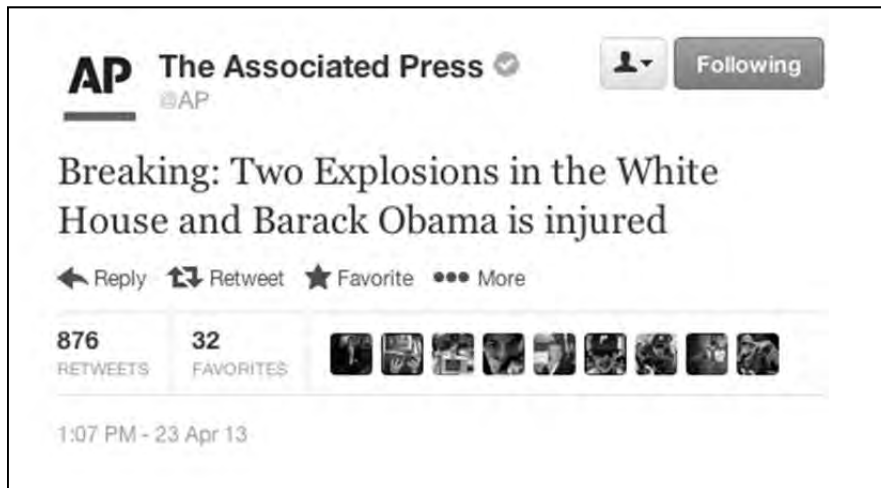 AP The Associated Press
@AP
Following
Breaking: Two Explosions in the White
House and Barack Obama is injured
Reply Retweet Favorite More
876 32
RETWEETS FAVORITES
1:07 PM - 23 Apr 13